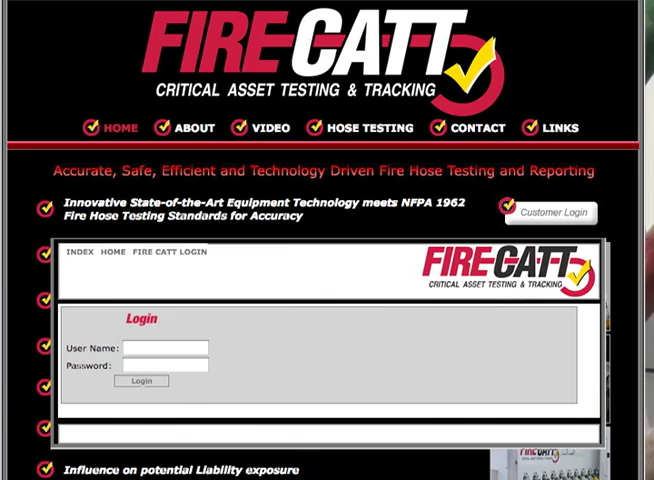 FIRECATT
CRITICAL ASSET TESTING & TRACKING
HOME ABOUT VIDEO HOSE TESTING CONTACT LINKS
Accurate, Safe, Efficient and Technology Driven Fire Hose Testing and Reporting
Innovative State-of-the-Art Equipment Technology meets NFPA 1962
Fire Hose Testing Standards for Accuracy
Customer Login
INDEX HOME FIRE CATT LOGIN
FIRECATT
CRITICAL ASSET TESTING & TRACKING
Login
User Name:
Password:
Login
Influence on potential Liability exposure
FIRECATT